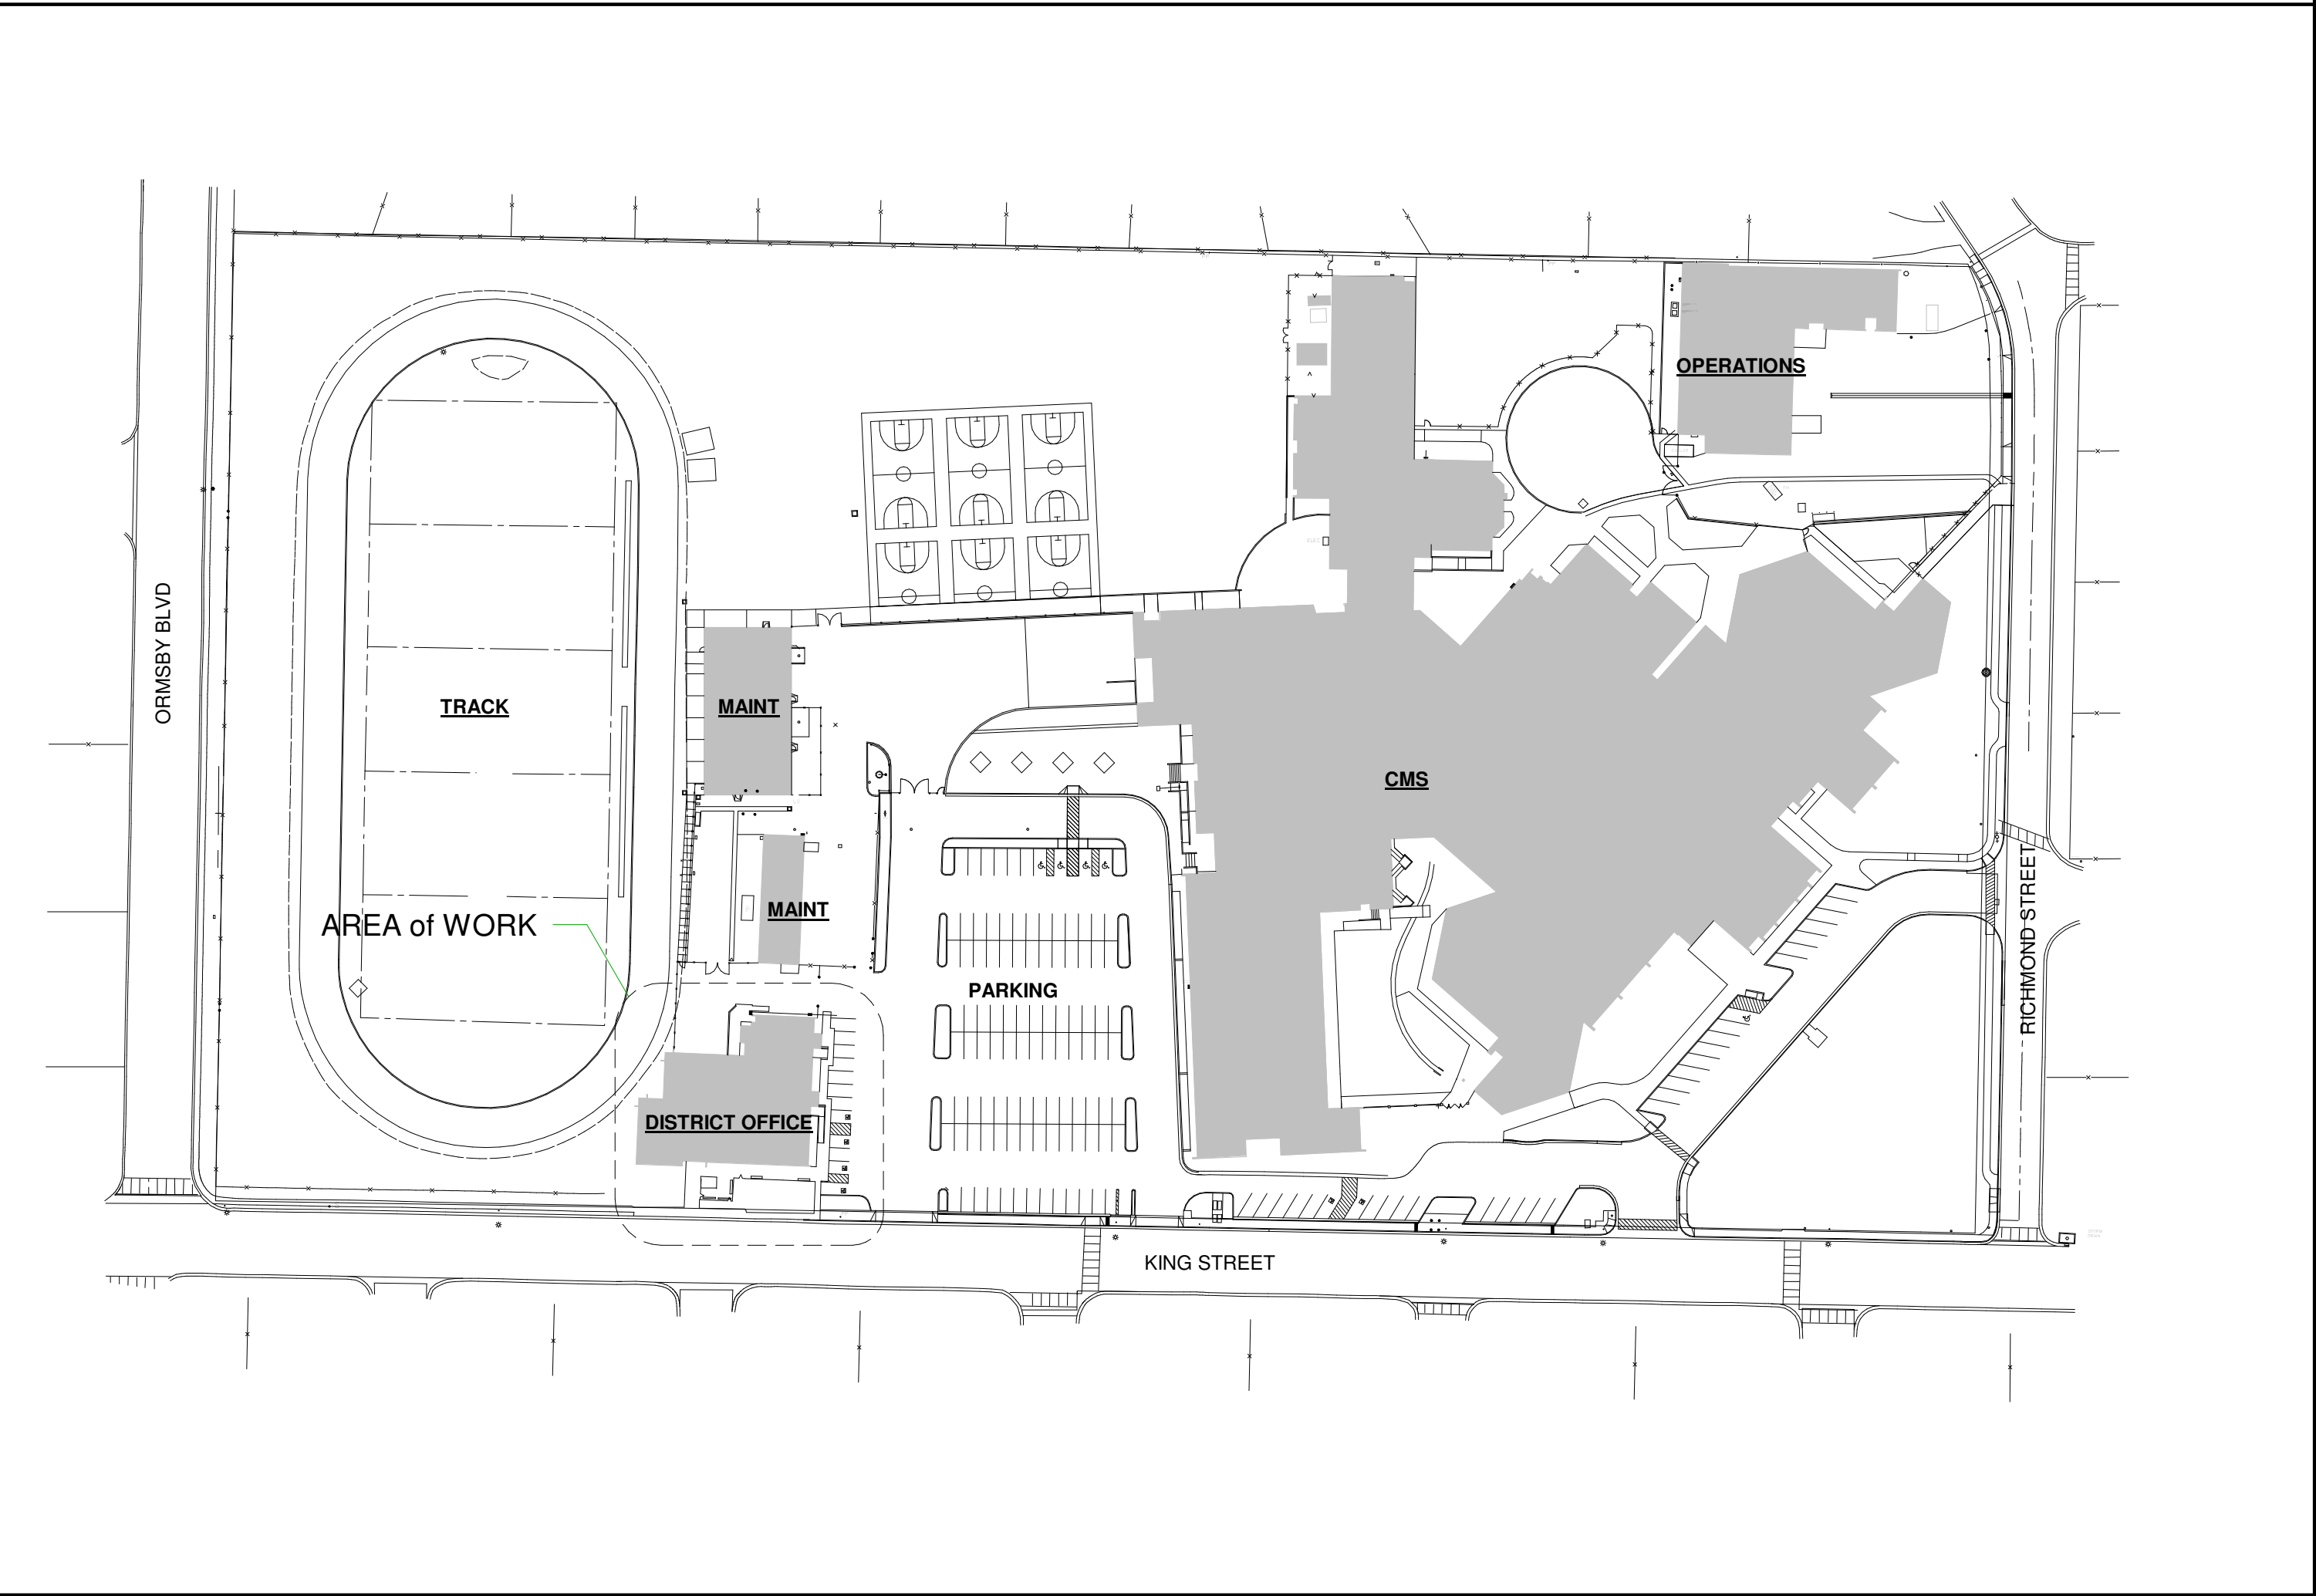 OPERATIONS
ORMSBY BLVD
TRACK
MAINT
CMS
MAINT
AREA of WORK
PARKING
RICHMOND STREET
DISTRICT OFFICE
KING STREET